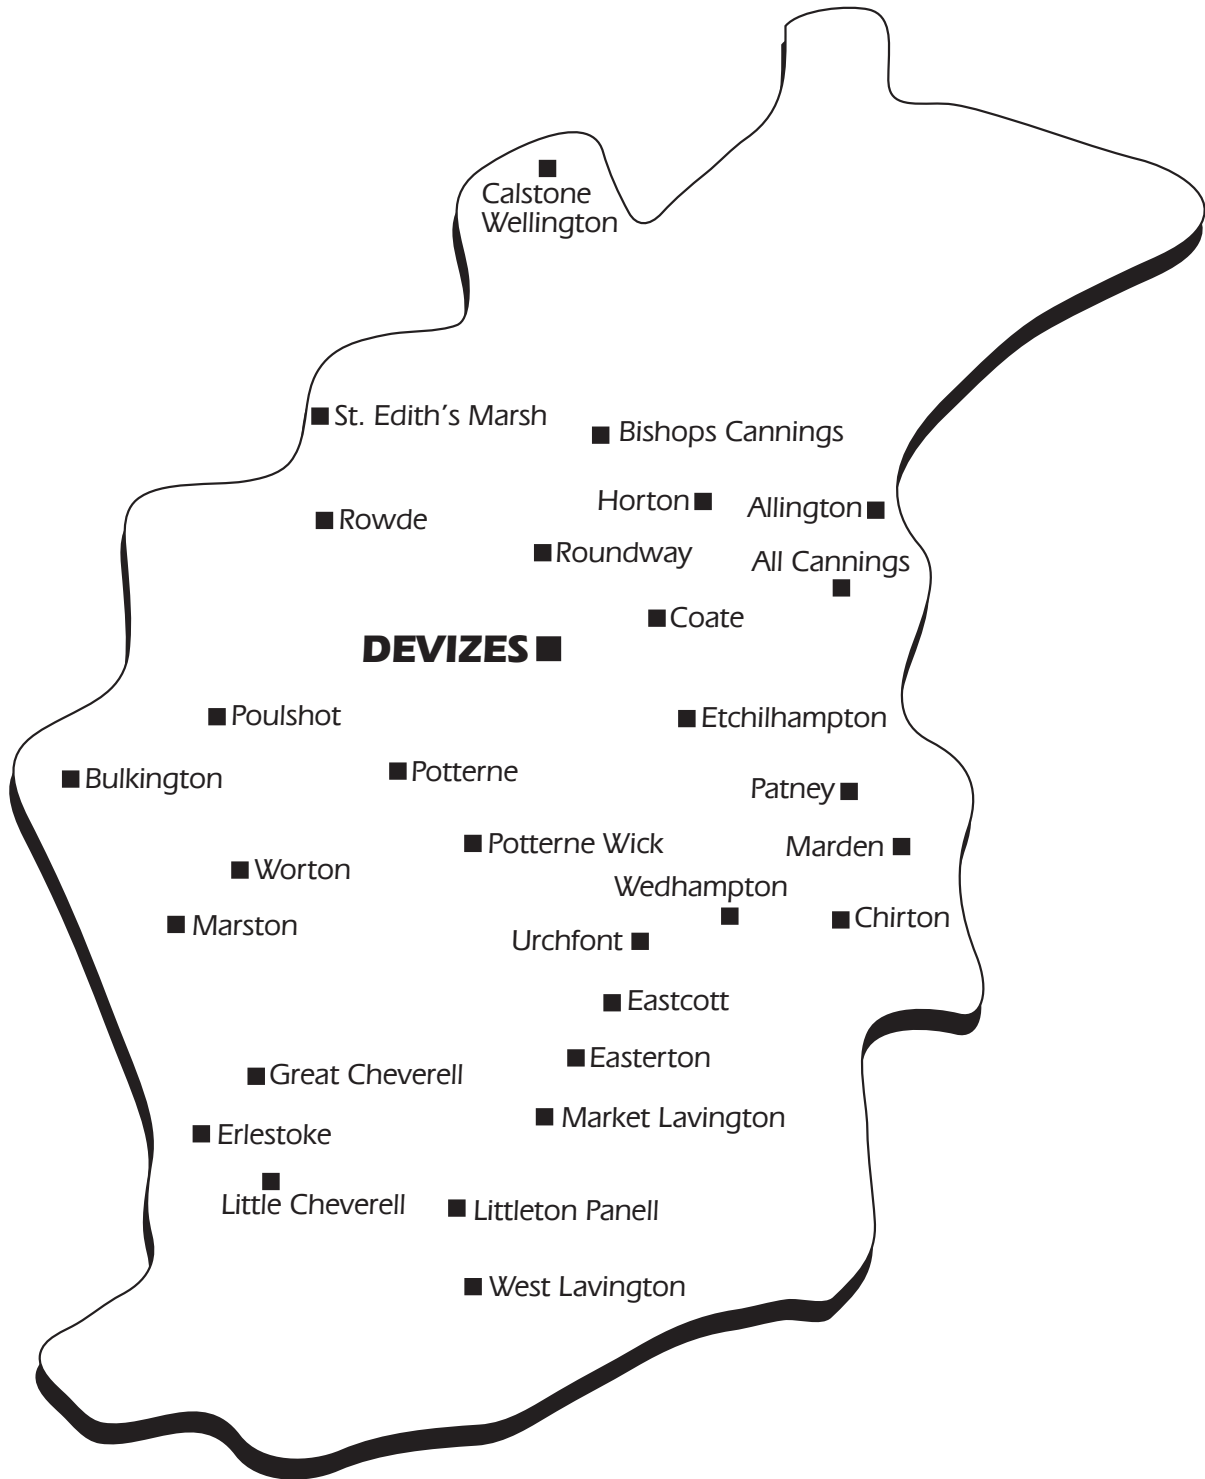 Calstone
Wellington
St. Edith's Marsh
Bishops Cannings
Horton
Allington
Rowde
Roundway
All Cannings
Coate
DEVIZES
Poulshot
Etchilhampton
Bulkington
Potterne
Patney
Potterne Wick
Marden
Worton
Wedhampton
Marston
Chirton
Urchfont
Eastcott
Easterton
Great Cheverell
Market Lavington
Erlestoke
Little Cheverell
Littleton Panell
West Lavington